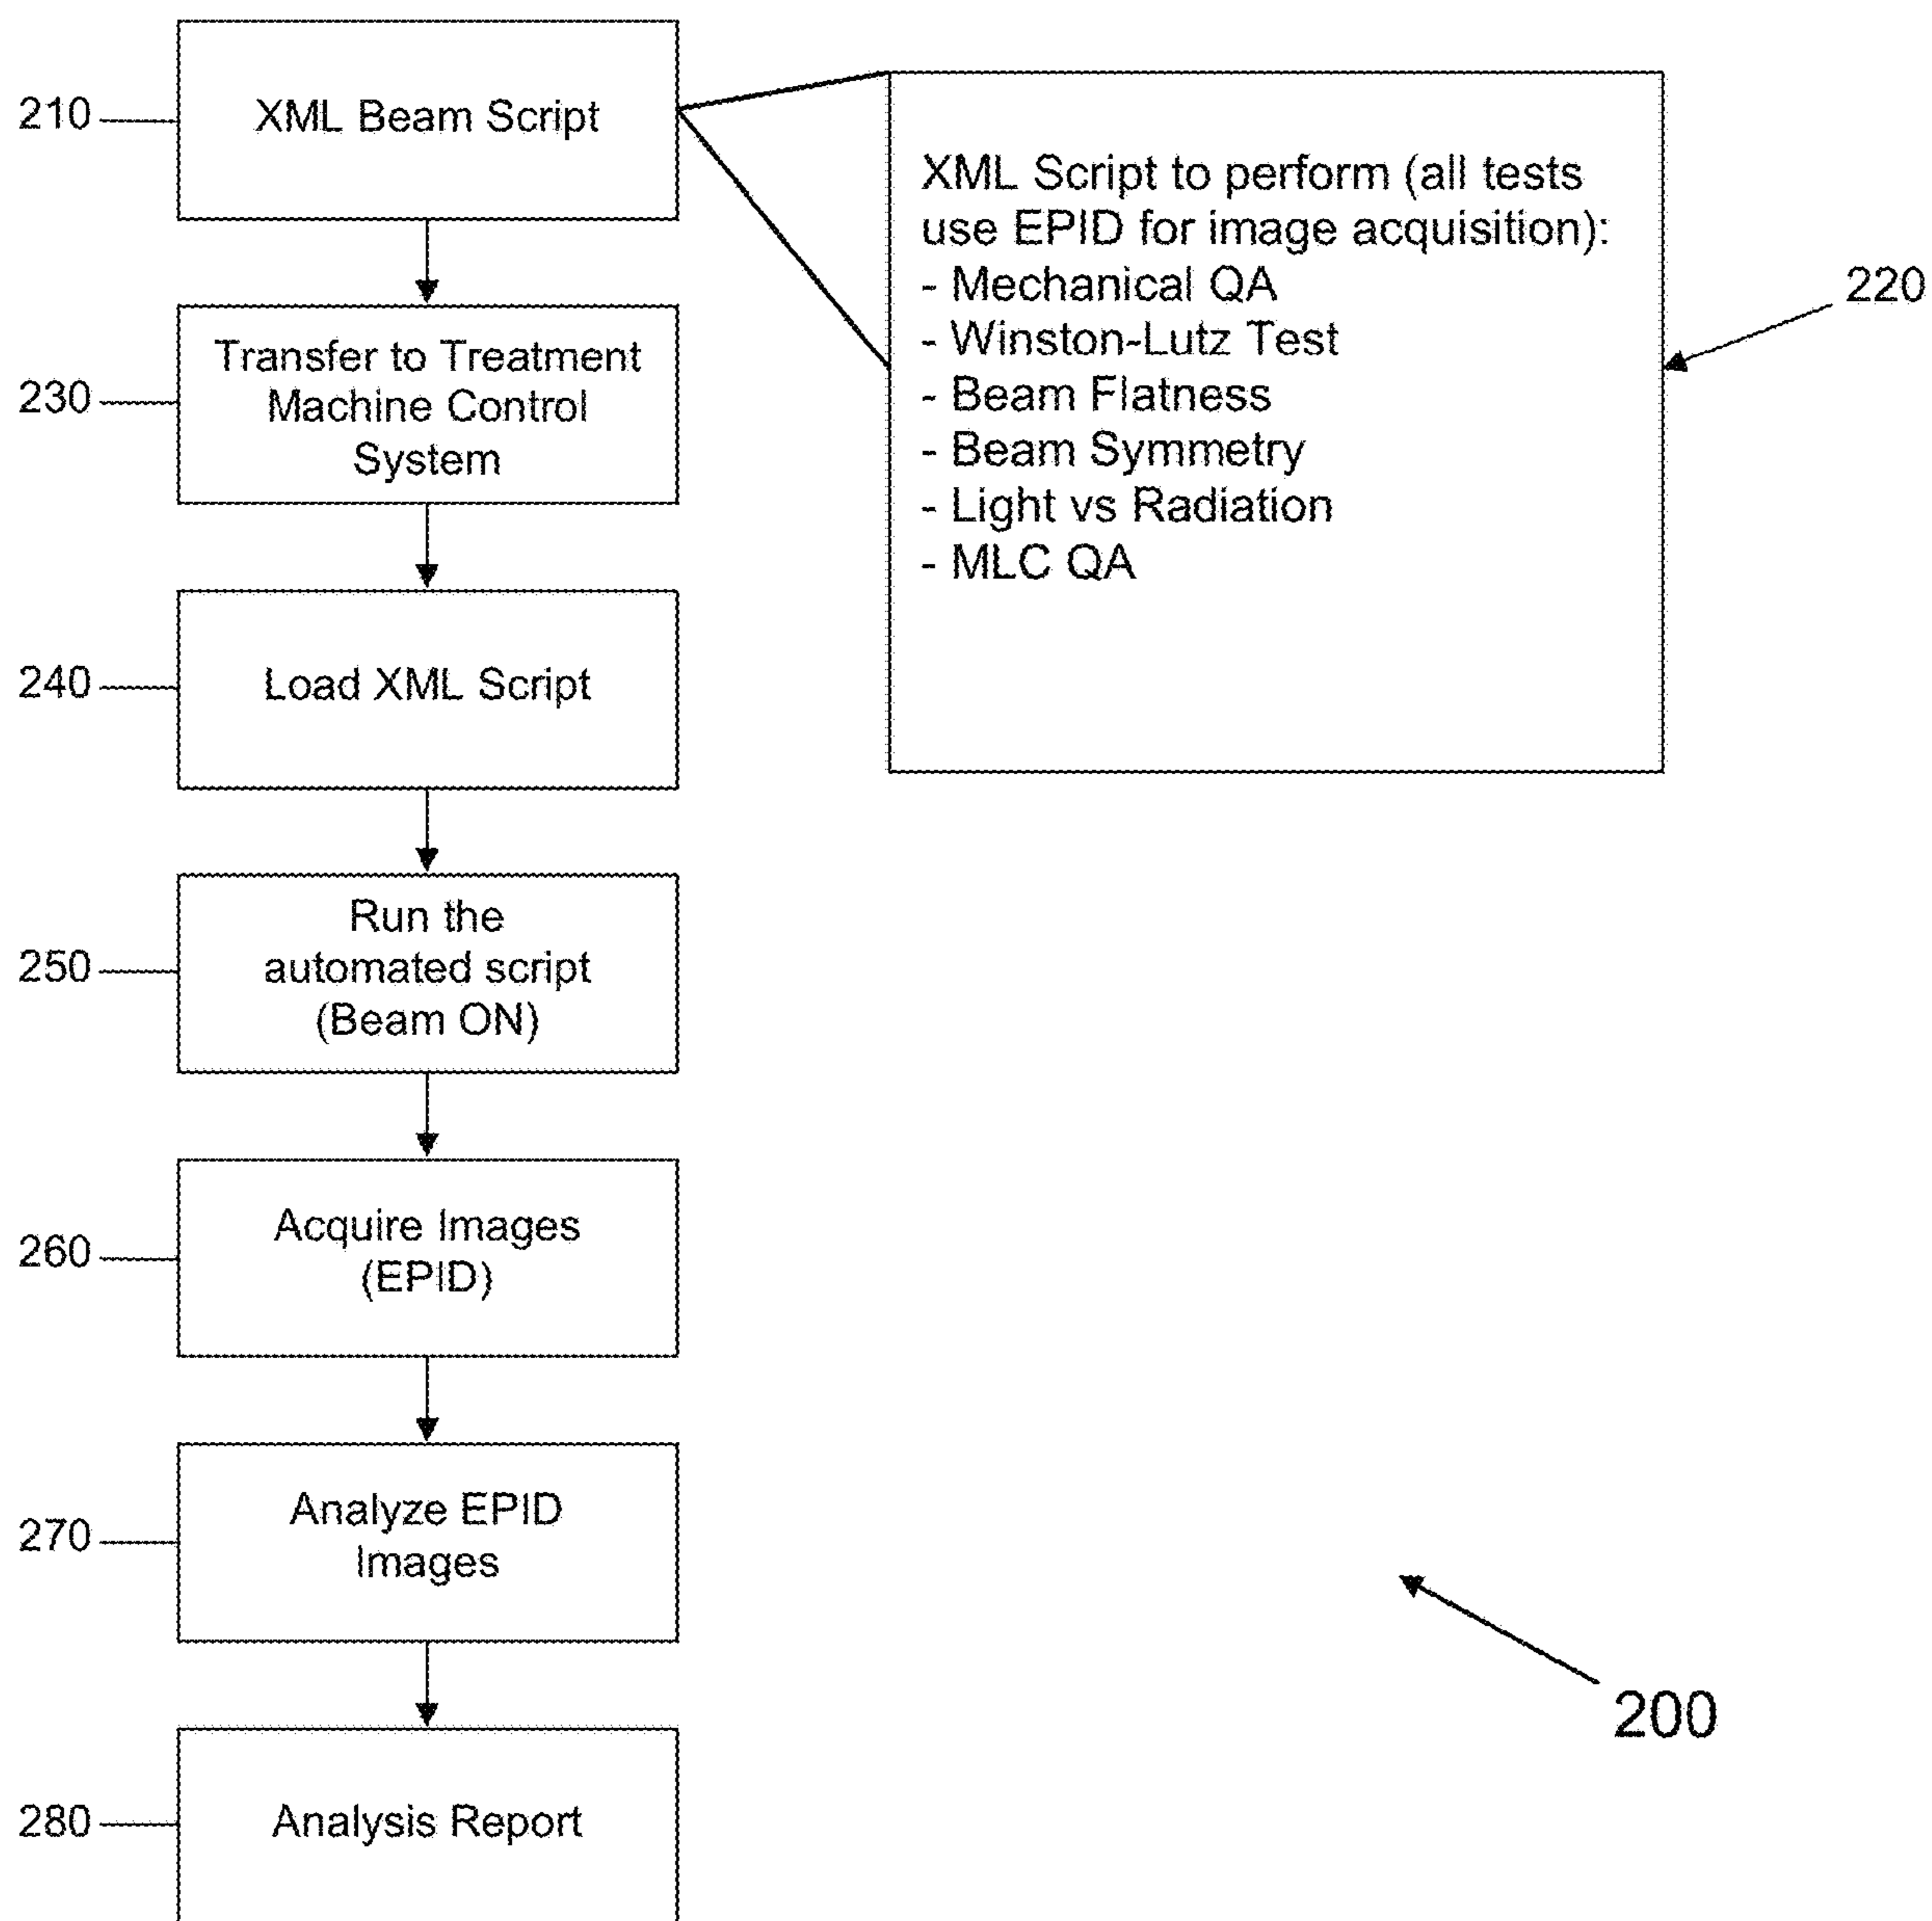 210
XML Beam Script
XML Script to perform (all tests
use EPID for image acquisition):
- Mechanical QA
- Winston-Lutz Test
- Beam Flatness
- Beam Symmetry
- Light vs Radiation
- MLC QA
220
230
Transfer to Treatment
Machine Control
System
240
Load XML Script
250
Run the
automated script
(Beam ON)
260
Acquire Images
(EPID)
270
Analyze EPID
Images
280
Analysis Report
200